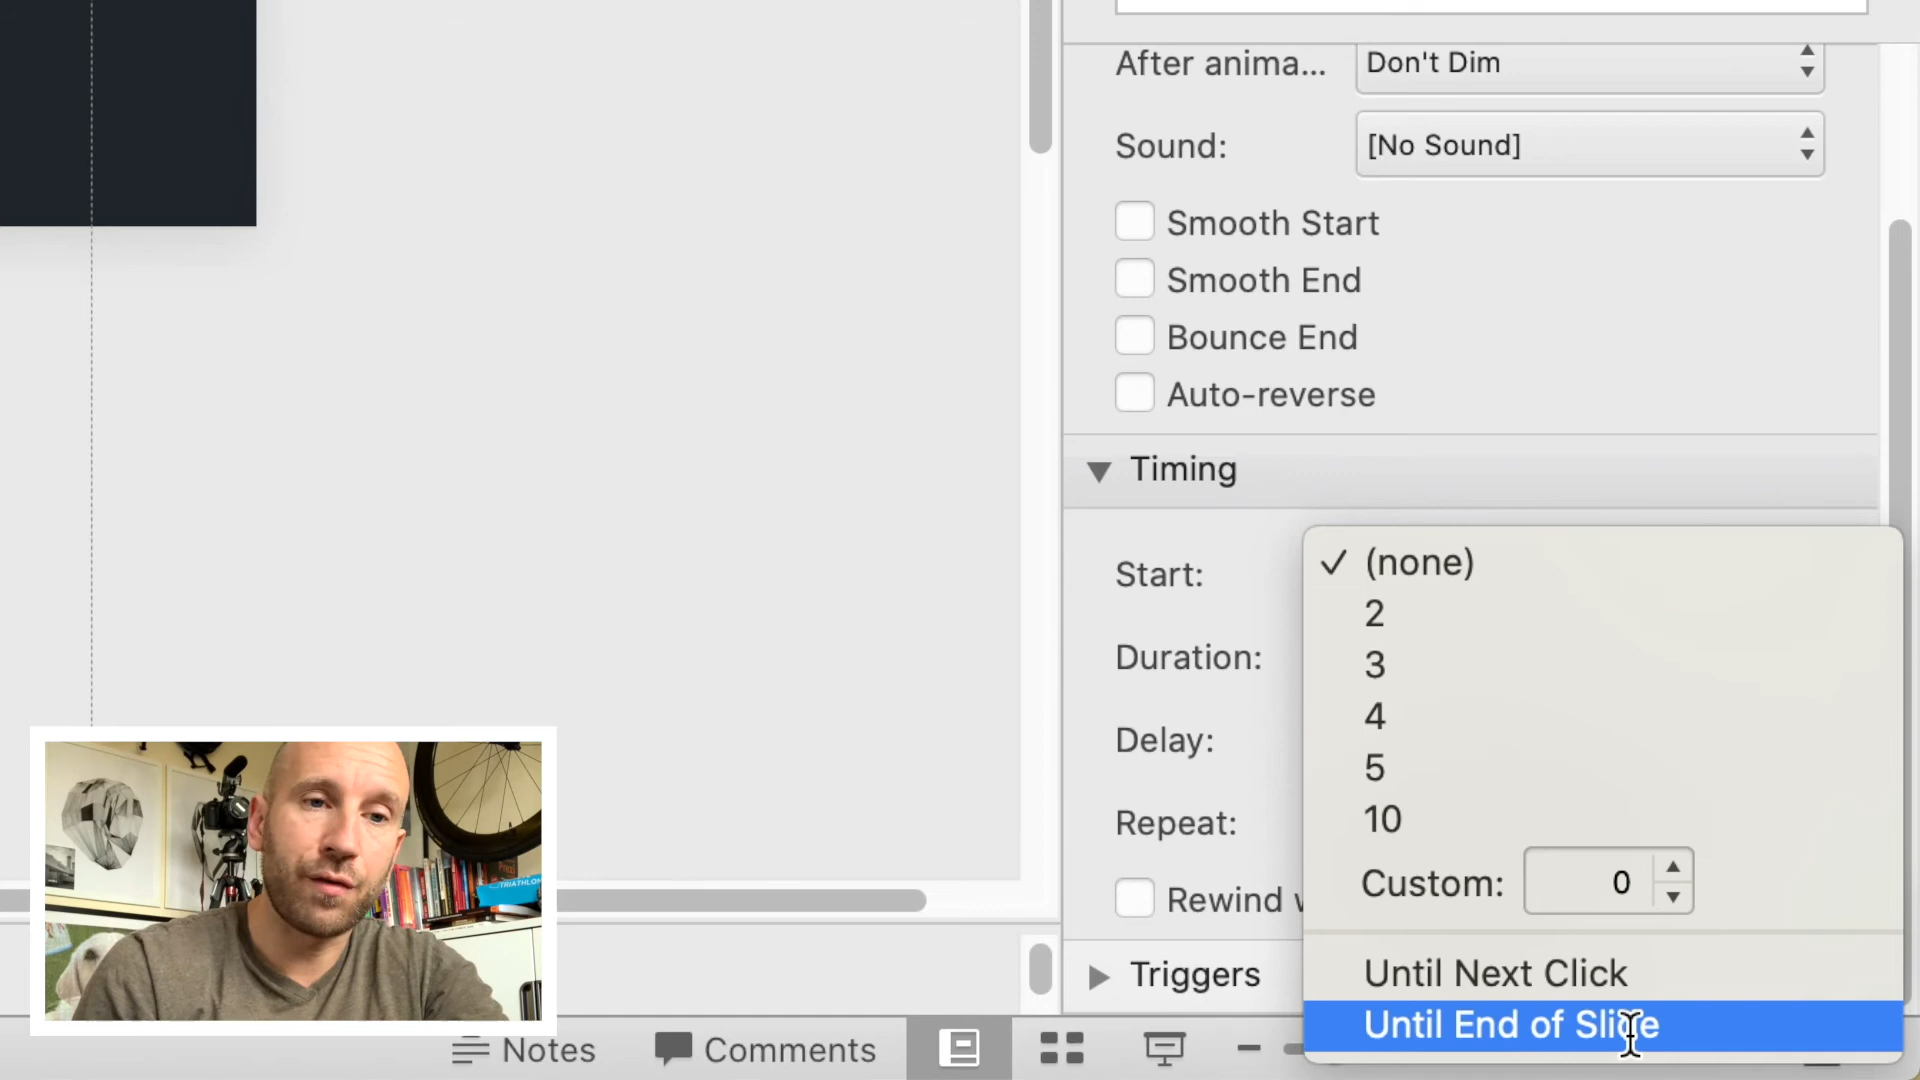 After anima...
Don't Dim
Sound:
[No Sound]
Smooth Start
Smooth End
Bounce End
Auto-reverse
Timing
Start:
(none)
2
Duration:
3
4
Delay:
5
Repeat:
10
Custom:
0
Rewind
Until Next Click
Triggers
Until End of Slide
Notes
Comments
TRIATHLON